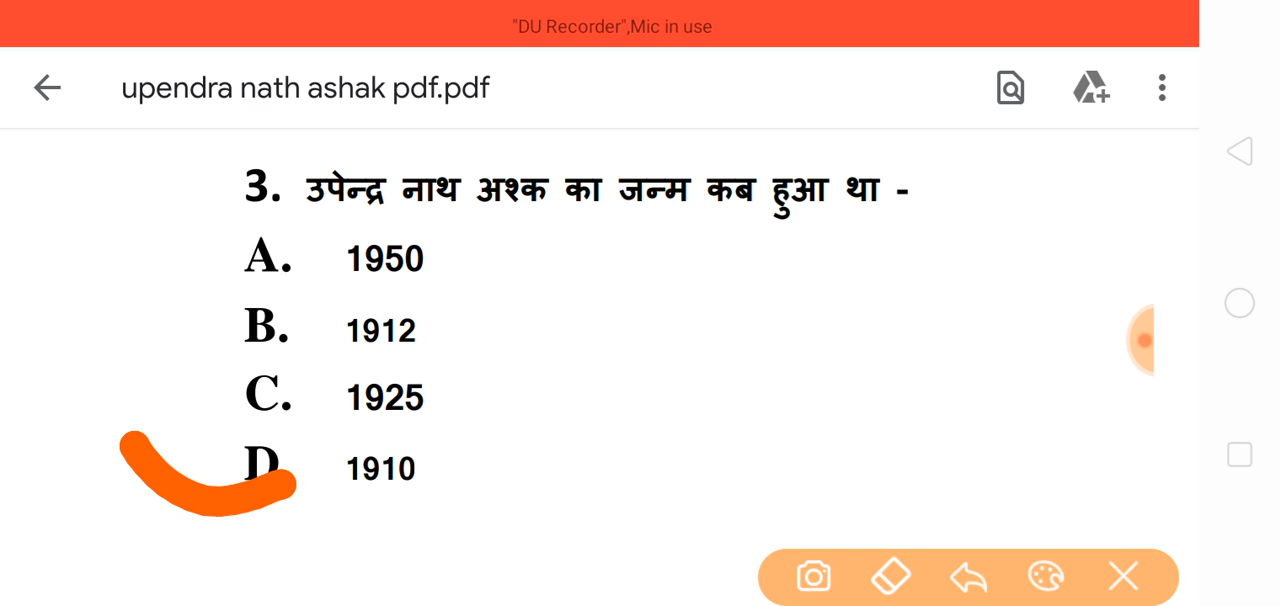 "DU Recorder",Mic in use
upendra nath ashak pdf.pdf
3. उपेन्द्र नाथ अश्क का जन्म कब हुआ था -
A. 1950
B. 1912
C. 1925
D 1910